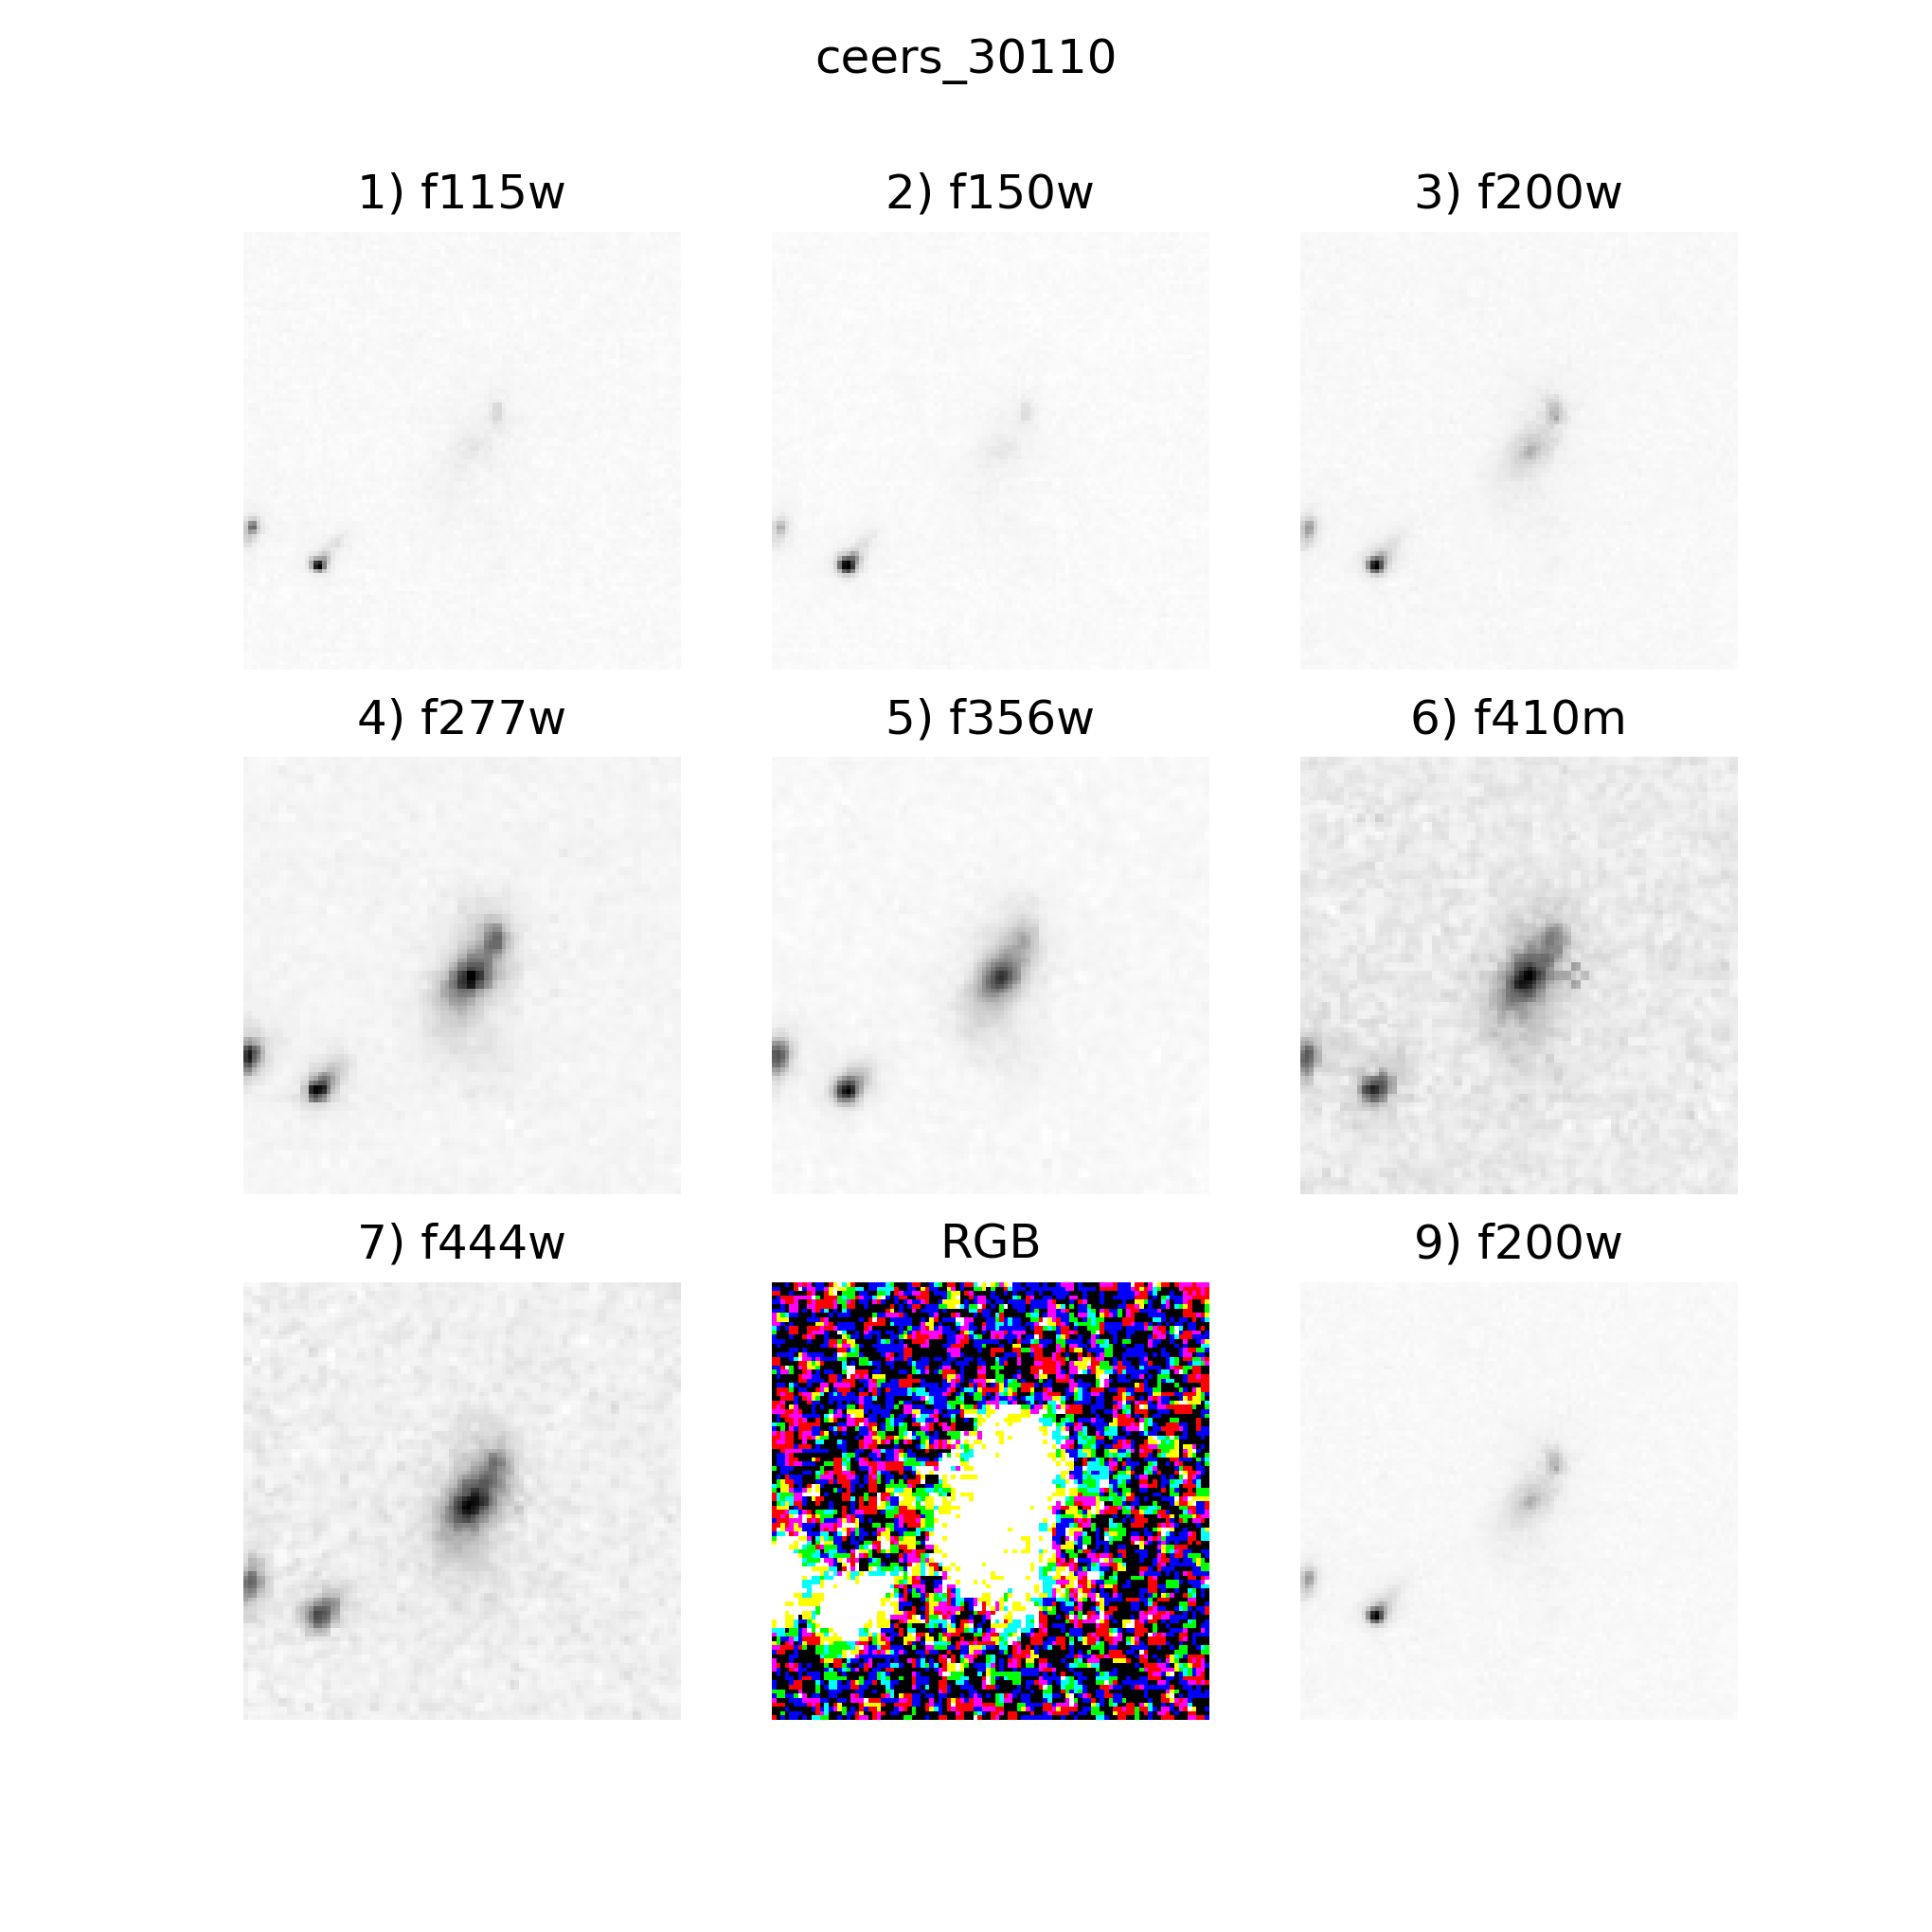 ceers_30110
1) f115w
2) f150w
3) f200w
4) f277w
5) f356w
6) f410m
7) f444w
RGB
9) f200w